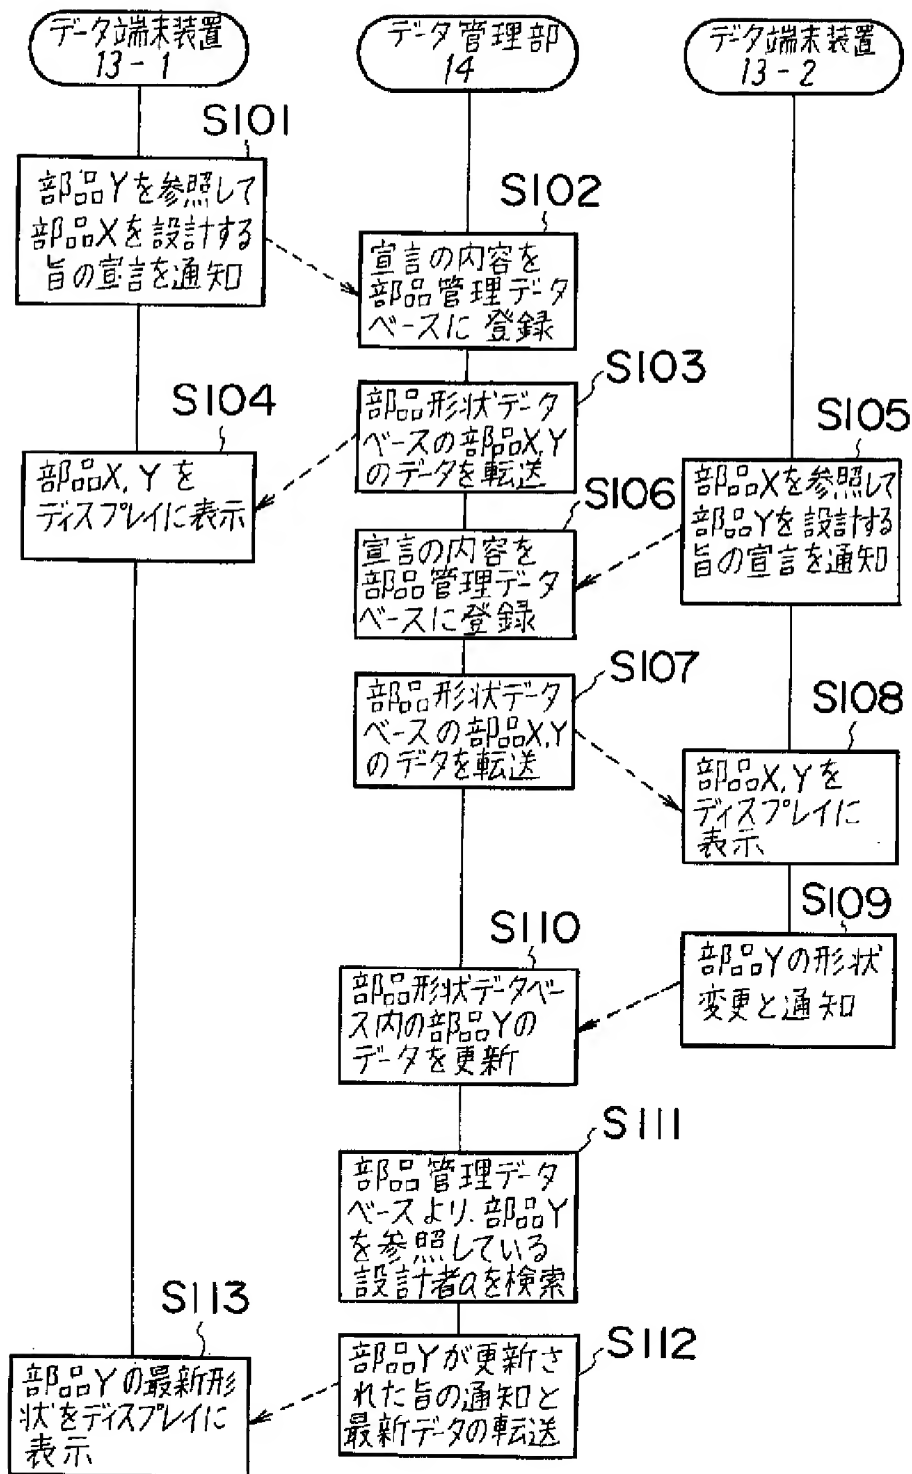 データ端末装置
13-1
データ管理部
14
データ端末装置
13-2
S101
部品Yを参照して
部品Xを設計する
旨の宣言を通知
S102
宣言の内容を
部品管理データ
ベースに登録
S103
部品形状データ
ベースの部品X,Y
のデータを転送
S104
部品X,Yを
ディスプレイに表示
S105
部品Xを参照して
部品Yを設計する
旨の宣言を通知
S106
宣言の内容を
部品管理データ
ベースに登録
S107
部品形状データ
ベースの部品X,Y
のデータを転送
S108
部品X,Yを
ディスプレイに
表示
S109
部品Yの形状
変更と通知
S110
部品形状データベー
ス内の部品Yの
データを更新
S111
部品管理データ
ベースより、部品Y
を参照している
設計者aを検索
S112
部品Yが更新さ
れた旨の通知と
最新データの転送
S113
部品Yの最新形
状をディスプレイに
表示